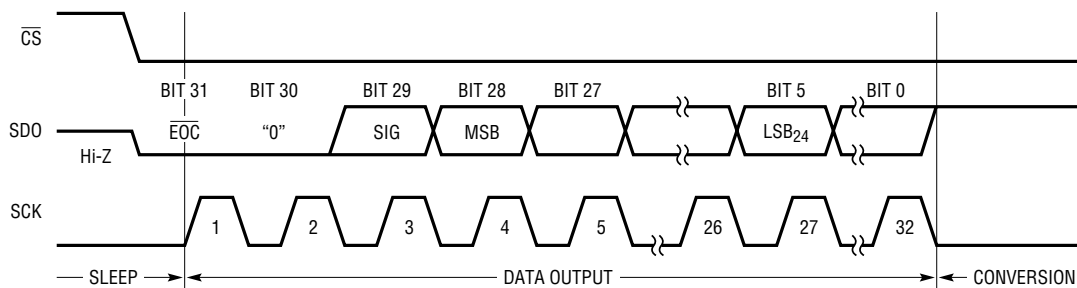 CS
BIT 31 BIT 30 BIT 29 BIT 28 BIT 27 BIT 5 BIT 0
SDO EOC “0” SIG MSB LSB24
Hi-Z
SCK 1 2 3 4 5 26 27 32
SLEEP DATA OUTPUT CONVERSION